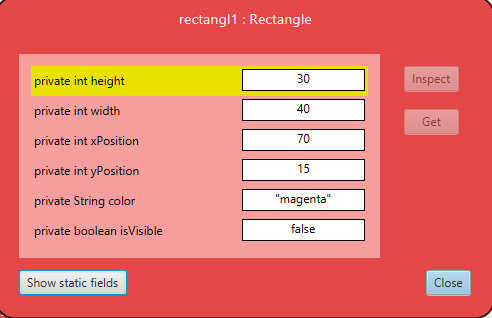 rectangl1 : Rectangle
private int height 30
Inspect
private int width 40
Get
private int xPosition 70
private int yPosition 15
private String color "magenta"
private boolean isVisible false
Show static fields
Close